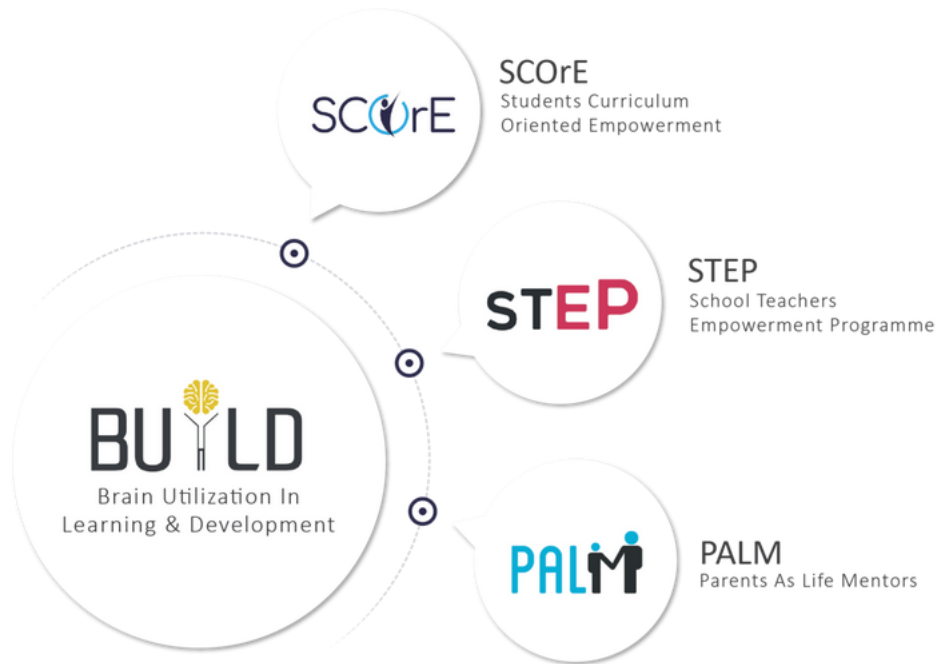 SCOrE
SCOrE
Students Curriculum
Oriented Empowerment
STEP
STEP
School Teachers
Empowerment Programme
BUILD
Brain Utilization In
Learning & Development
PALM
PALM
Parents As Life Mentors